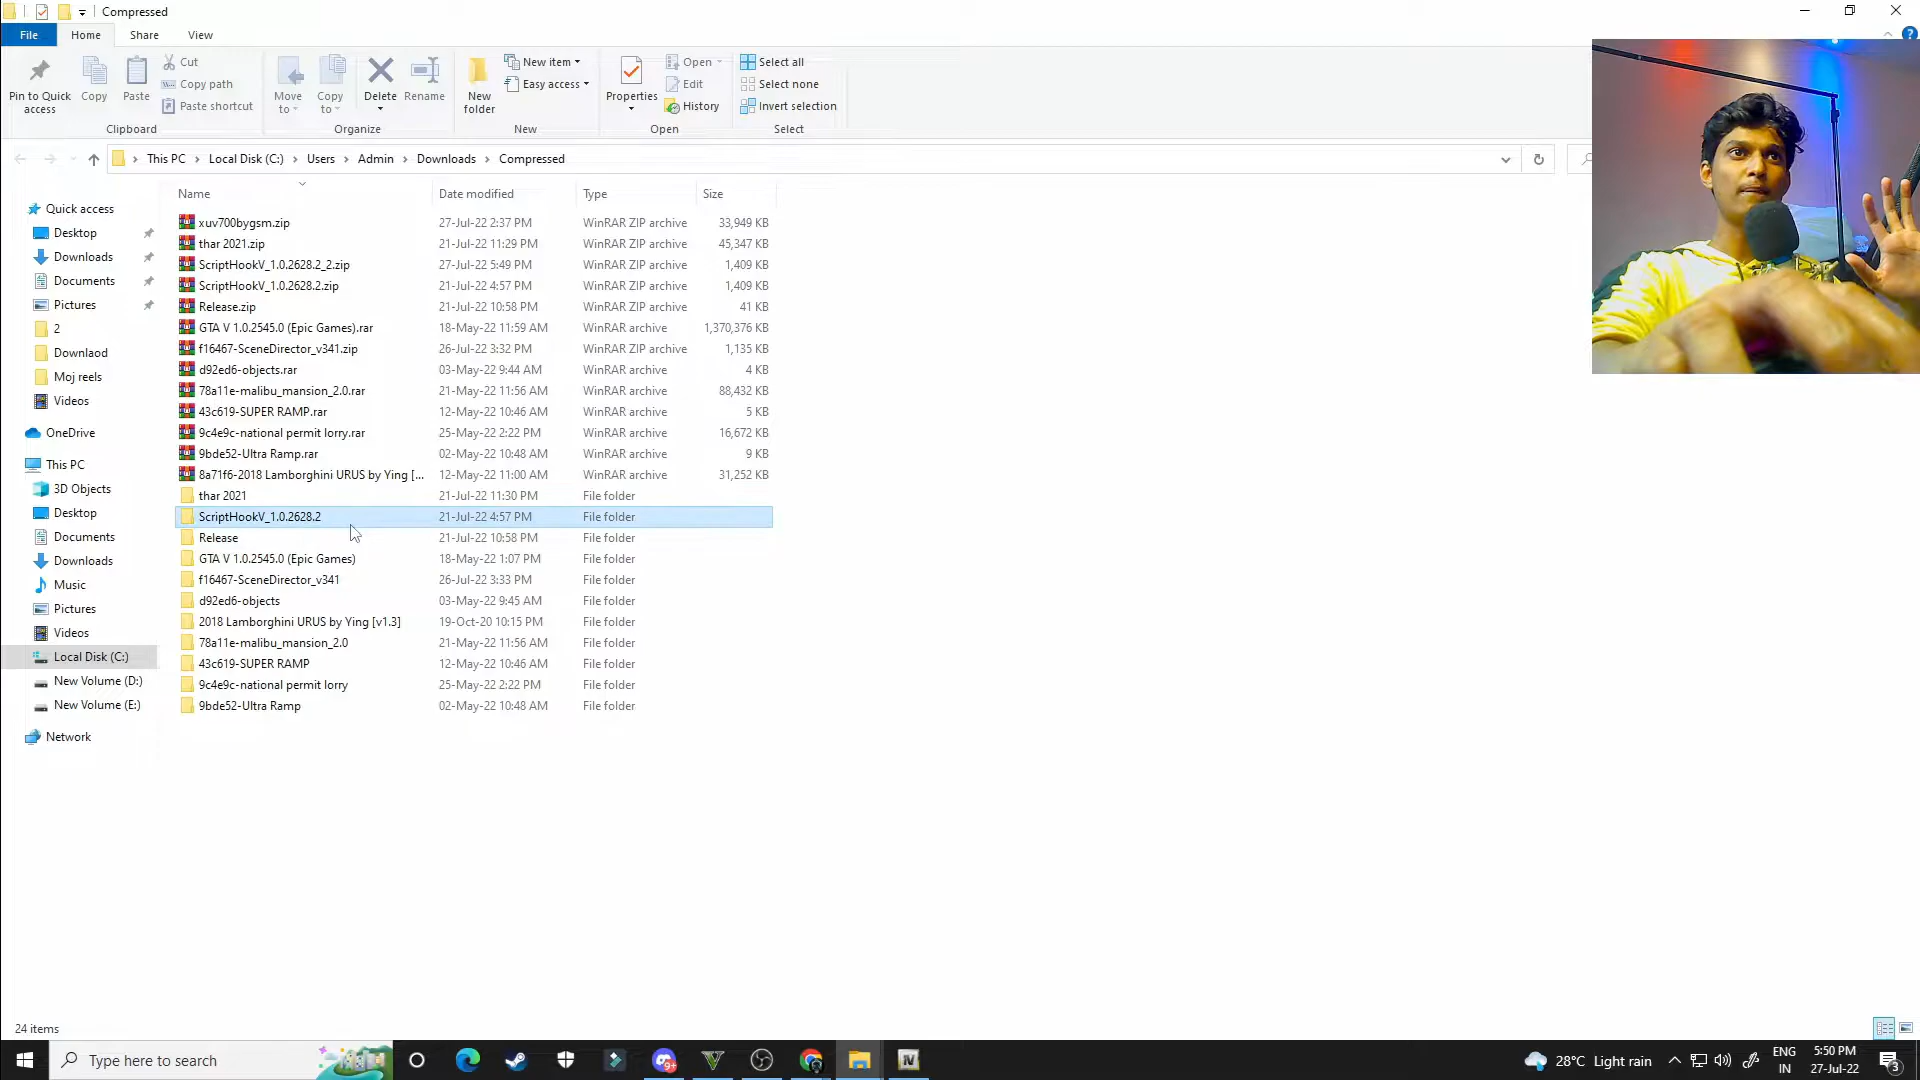 Compressed
File
Home
Share
View
Pin to Quick access
Copy
Paste
Cut
Copy path
Paste shortcut
Clipboard
Move to
Copy to
Delete
Rename
Organize
New folder
New item
Easy access
New
Properties
Open
Edit
History
Open
Select all
Select none
Invert selection
Select
This PC > Local Disk (C:) > Users > Admin > Downloads > Compressed
Name Date modified Type Size
xuv700bygsm.zip 27-Jul-22 2:37 PM WinRAR ZIP archive 33,949 KB
thar 2021.zip 21-Jul-22 11:29 PM WinRAR ZIP archive 45,347 KB
ScriptHookV_1.0.2628.2_2.zip 27-Jul-22 5:49 PM WinRAR ZIP archive 1,409 KB
ScriptHookV_1.0.2628.2.zip 21-Jul-22 4:57 PM WinRAR ZIP archive 1,409 KB
Release.zip 21-Jul-22 10:58 PM WinRAR ZIP archive 41 KB
GTA V 1.0.2545.0 (Epic Games).rar 18-May-22 11:59 AM WinRAR archive 1,370,376 KB
f16467-SceneDirector_v341.zip 26-Jul-22 3:32 PM WinRAR ZIP archive 1,135 KB
d92ed6-objects.rar 03-May-22 9:44 AM WinRAR archive 4 KB
78a11e-malibu_mansion_2.0.rar 21-May-22 11:56 AM WinRAR archive 88,432 KB
43c619-SUPER RAMP.rar 12-May-22 10:46 AM WinRAR archive 5 KB
9c4e9c-national permit lorry.rar 25-May-22 2:22 PM WinRAR archive 16,672 KB
9bde52-Ultra Ramp.rar 02-May-22 10:48 AM WinRAR archive 9 KB
8a71f6-2018 Lamborghini URUS by Ying [... 12-May-22 11:00 AM WinRAR archive 31,252 KB
thar 2021 21-Jul-22 11:30 PM File folder
ScriptHookV_1.0.2628.2 21-Jul-22 4:57 PM File folder
Release 21-Jul-22 10:58 PM File folder
GTA V 1.0.2545.0 (Epic Games) 18-May-22 1:07 PM File folder
f16467-SceneDirector_v341 26-Jul-22 3:33 PM File folder
d92ed6-objects 03-May-22 9:45 AM File folder
2018 Lamborghini URUS by Ying [v1.3] 19-Oct-20 10:15 PM File folder
78a11e-malibu_mansion_2.0 21-May-22 11:56 AM File folder
43c619-SUPER RAMP 12-May-22 10:46 AM File folder
9c4e9c-national permit lorry 25-May-22 2:22 PM File folder
9bde52-Ultra Ramp 02-May-22 10:48 AM File folder
Quick access
Desktop
Downloads
Documents
Pictures
2
Downlaod
Moj reels
Videos
OneDrive
This PC
3D Objects
Desktop
Documents
Downloads
Music
Pictures
Videos
Local Disk (C:)
New Volume (D:)
New Volume (E:)
Network
24 items
Type here to search
28°C Light rain
ENG
IN
5:50 PM
27-Jul-22
3